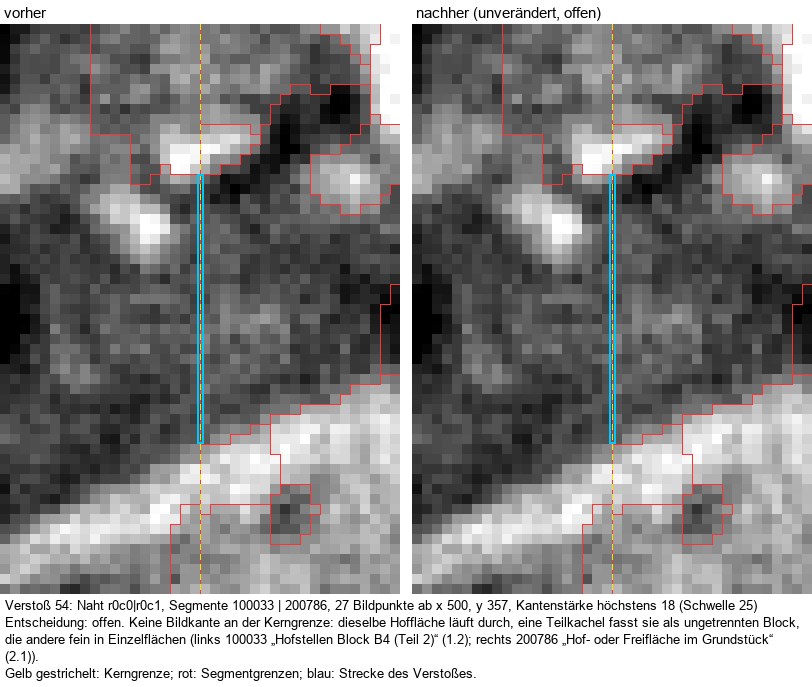 vorher
nachher (unverändert, offen)
Verstoß 54: Naht r0c0|r0c1, Segmente 100033 | 200786, 27 Bildpunkte ab x 500, y 357, Kantenstärke höchstens 18 (Schwelle 25)
Entscheidung: offen. Keine Bildkante an der Kerngrenze: dieselbe Hoffläche läuft durch, eine Teilkachel fasst sie als ungetrennten Block,
die andere fein in Einzelflächen (links 100033 „Hofstellen Block B4 (Teil 2)“ (1.2); rechts 200786 „Hof- oder Freifläche im Grundstück“
(2.1)).
Gelb gestrichelt: Kerngrenze; rot: Segmentgrenzen; blau: Strecke des Verstoßes.